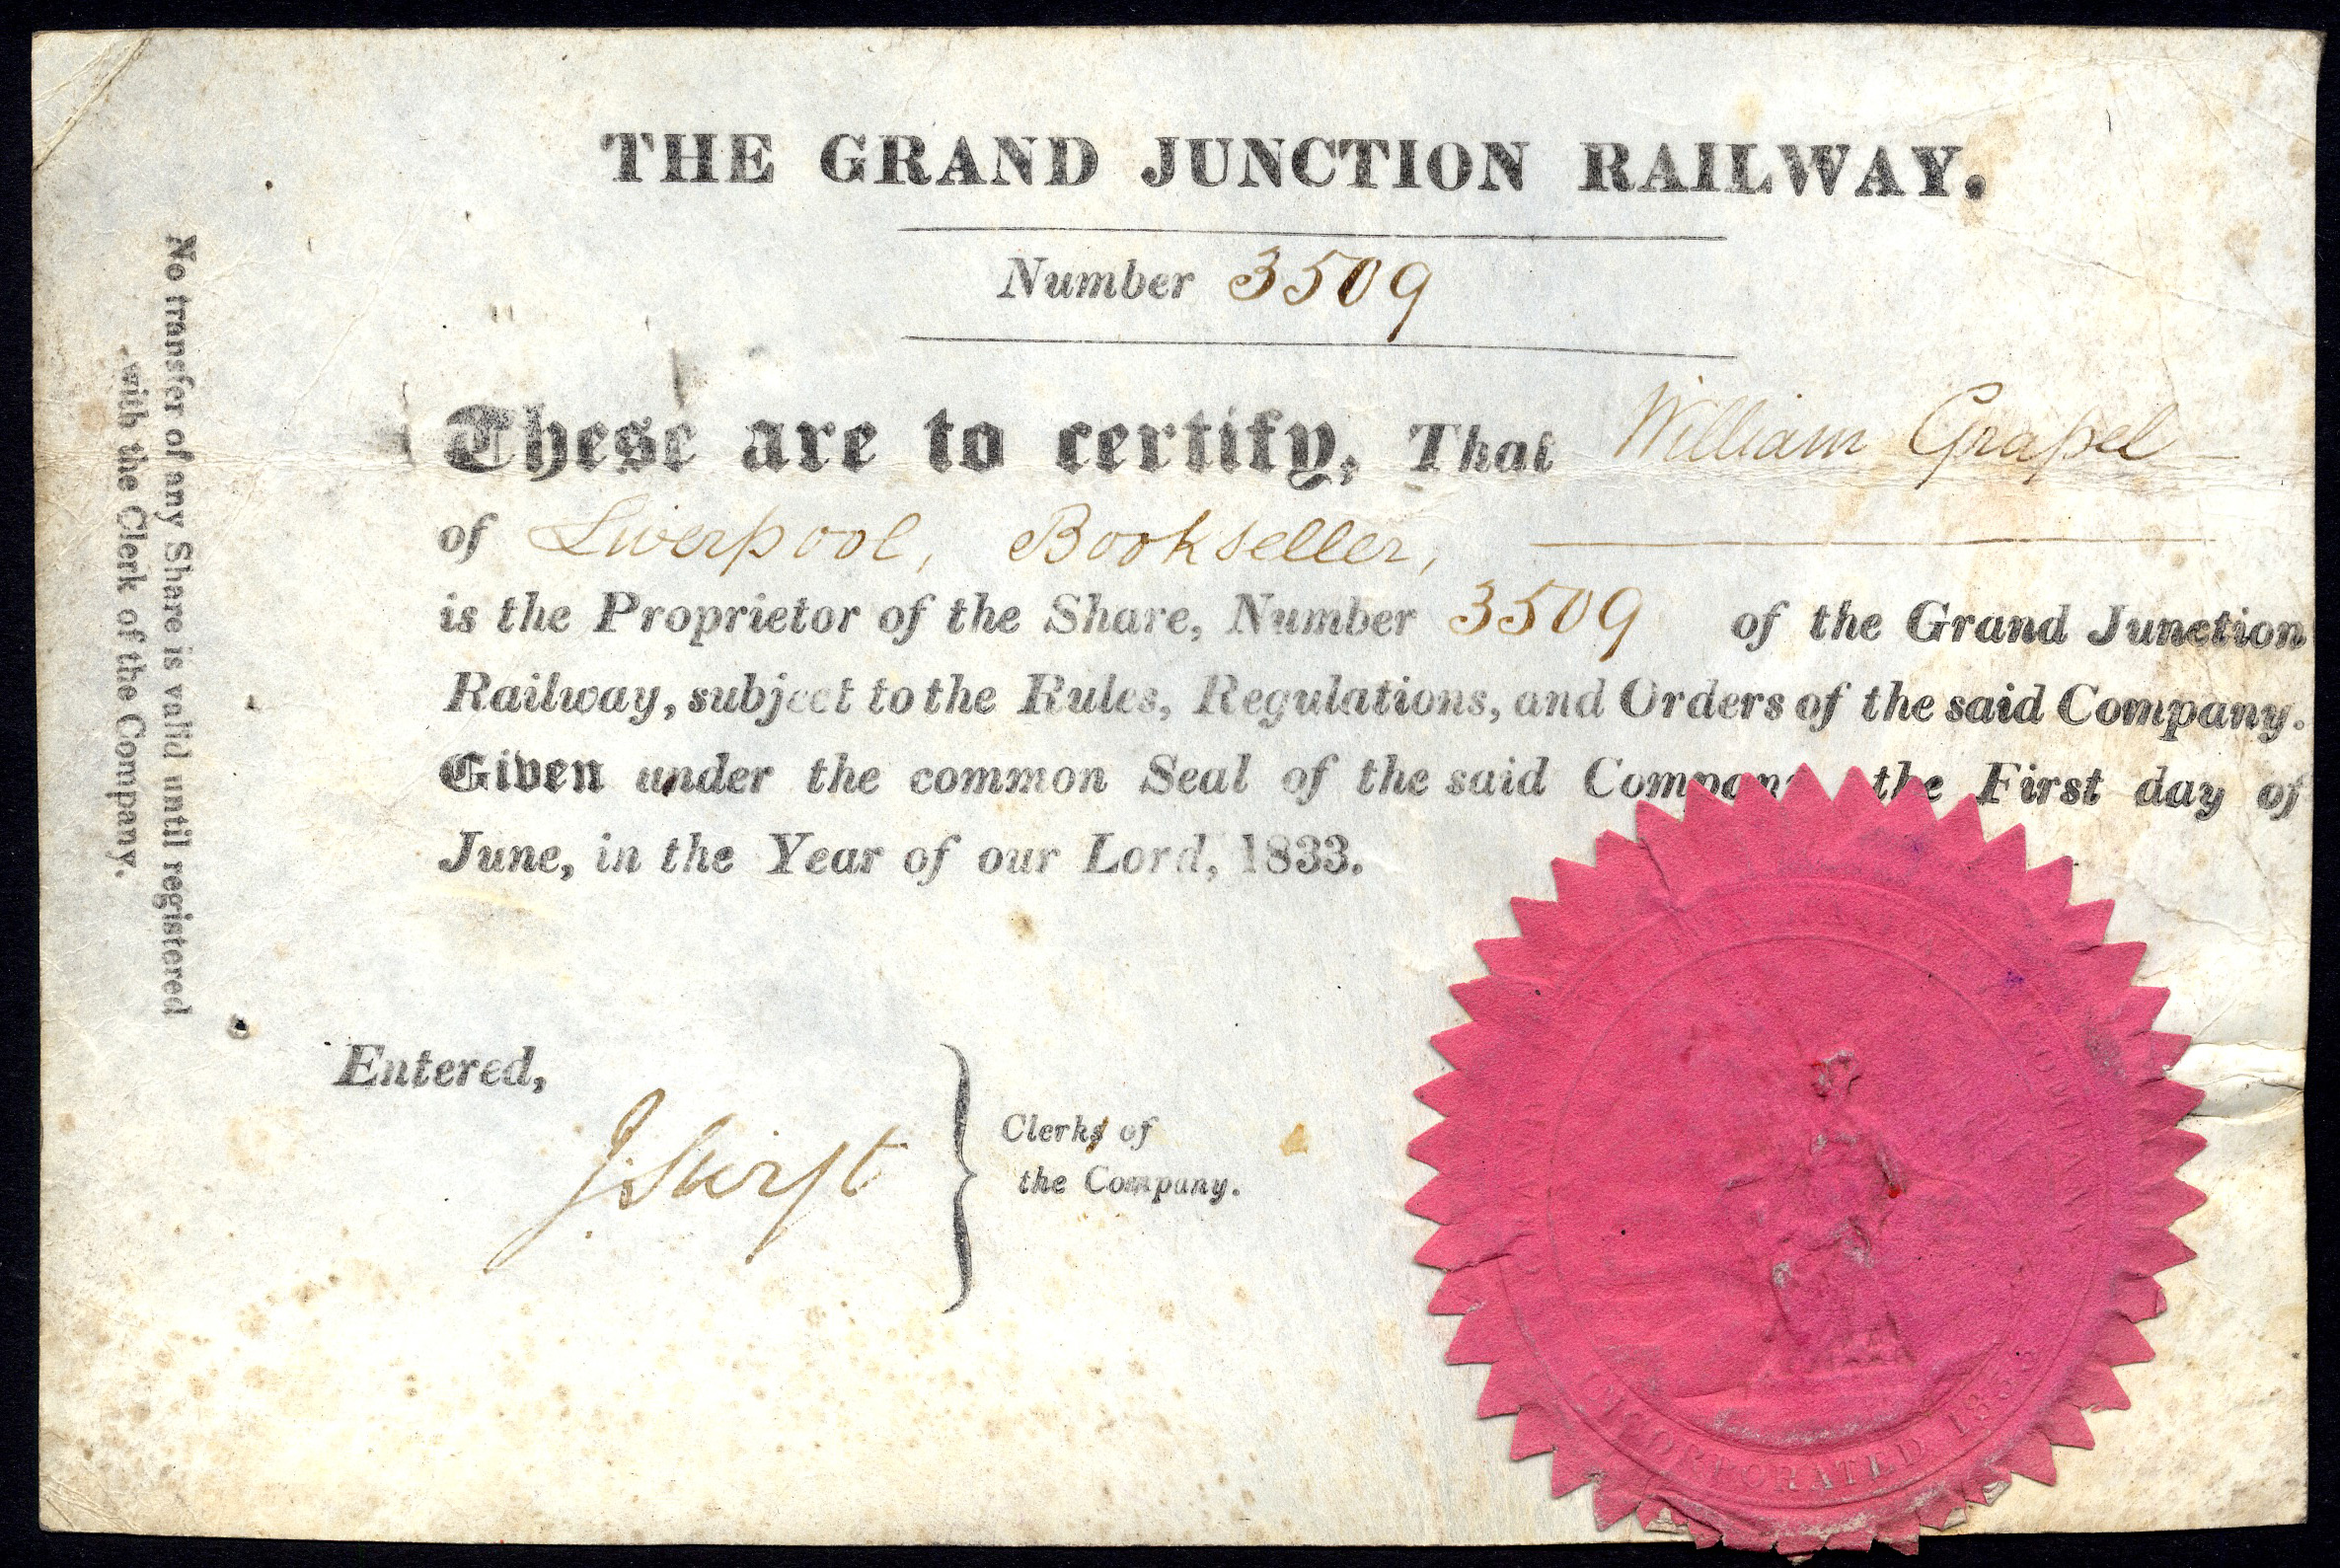 THE GRAND JUNCTION RAILWAY.
Number 3509
These are to certify, That William Grapel
of Liverpool, Bookseller,
is the Proprietor of the Share, Number 3509 of the Grand Junction
Railway, subject to the Rules, Regulations, and Orders of the said Company.
Given under the common Seal of the said Company the First day of
June, in the Year of our Lord, 1833.
Entered,
J. Swift
Clerks of
the Company.
No transfer of any Share is valid until registered
with the Clerk of the Company.
INCORPORATED 1833